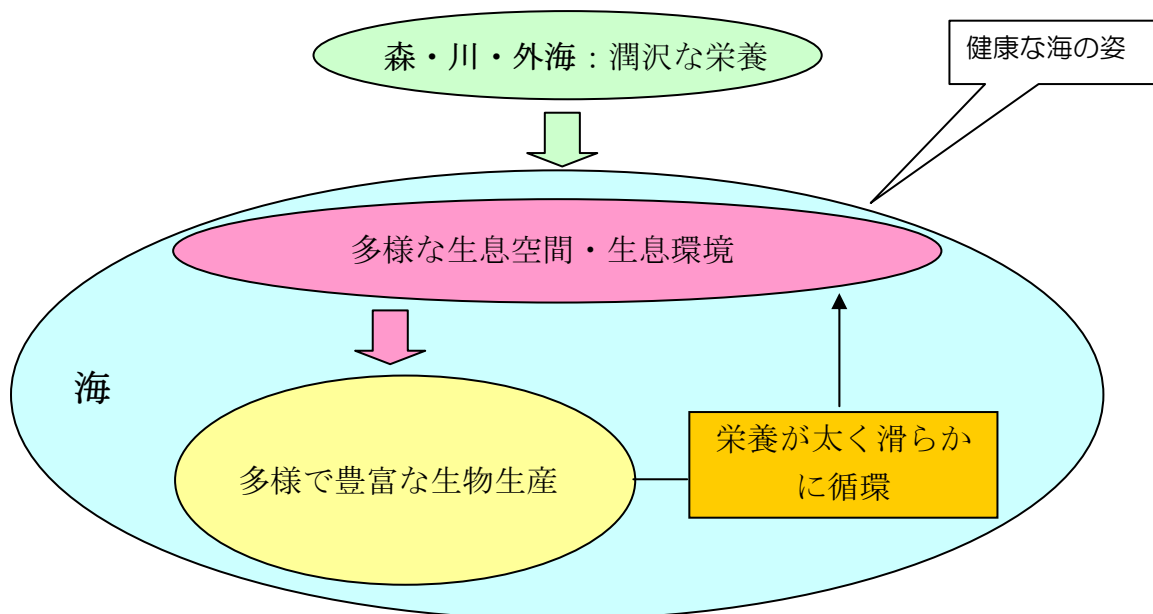 森・川・外海：潤沢な栄養
健康な海の姿
多様な生息空間・生息環境
海
多様で豊富な生物生産
栄養が太く滑らか
に循環